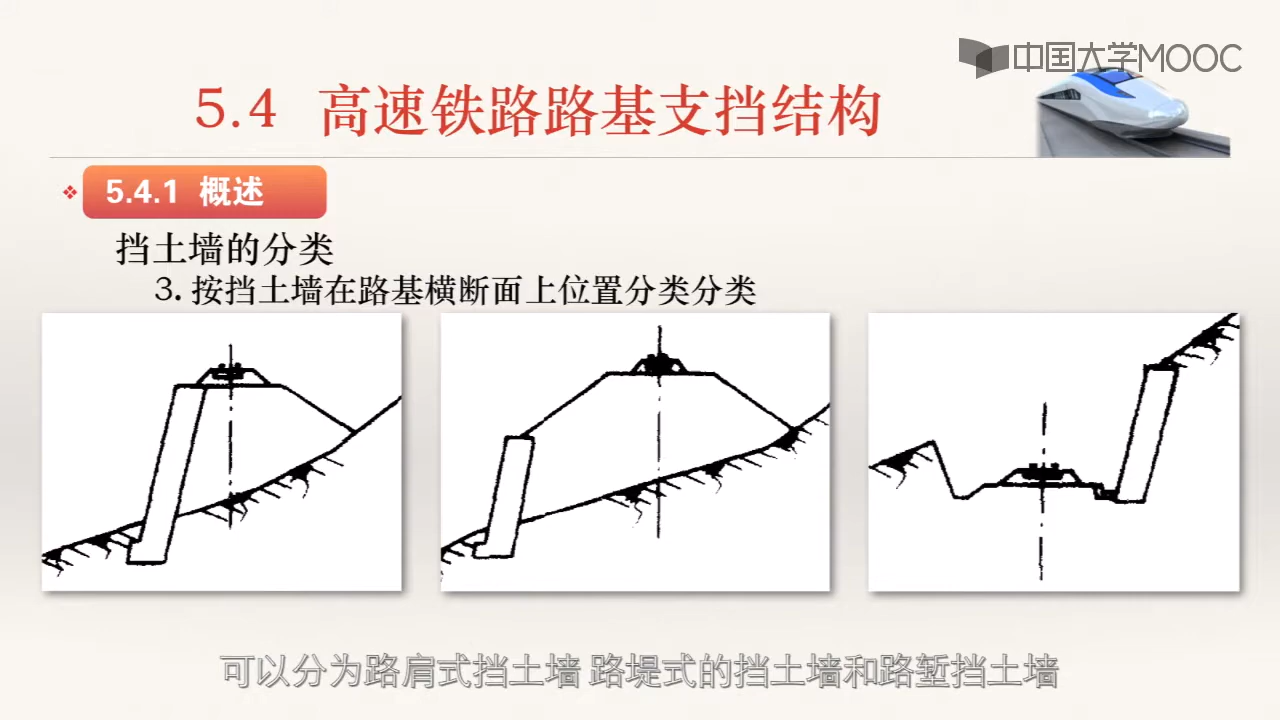 中国大学MOOC
5.4 高速铁路路基支挡结构
5.4.1 概述
挡土墙的分类
3. 按挡土墙在路基横断面上位置分类分类
可以分为路肩式挡土墙 路堤式的挡土墙和路堑挡土墙